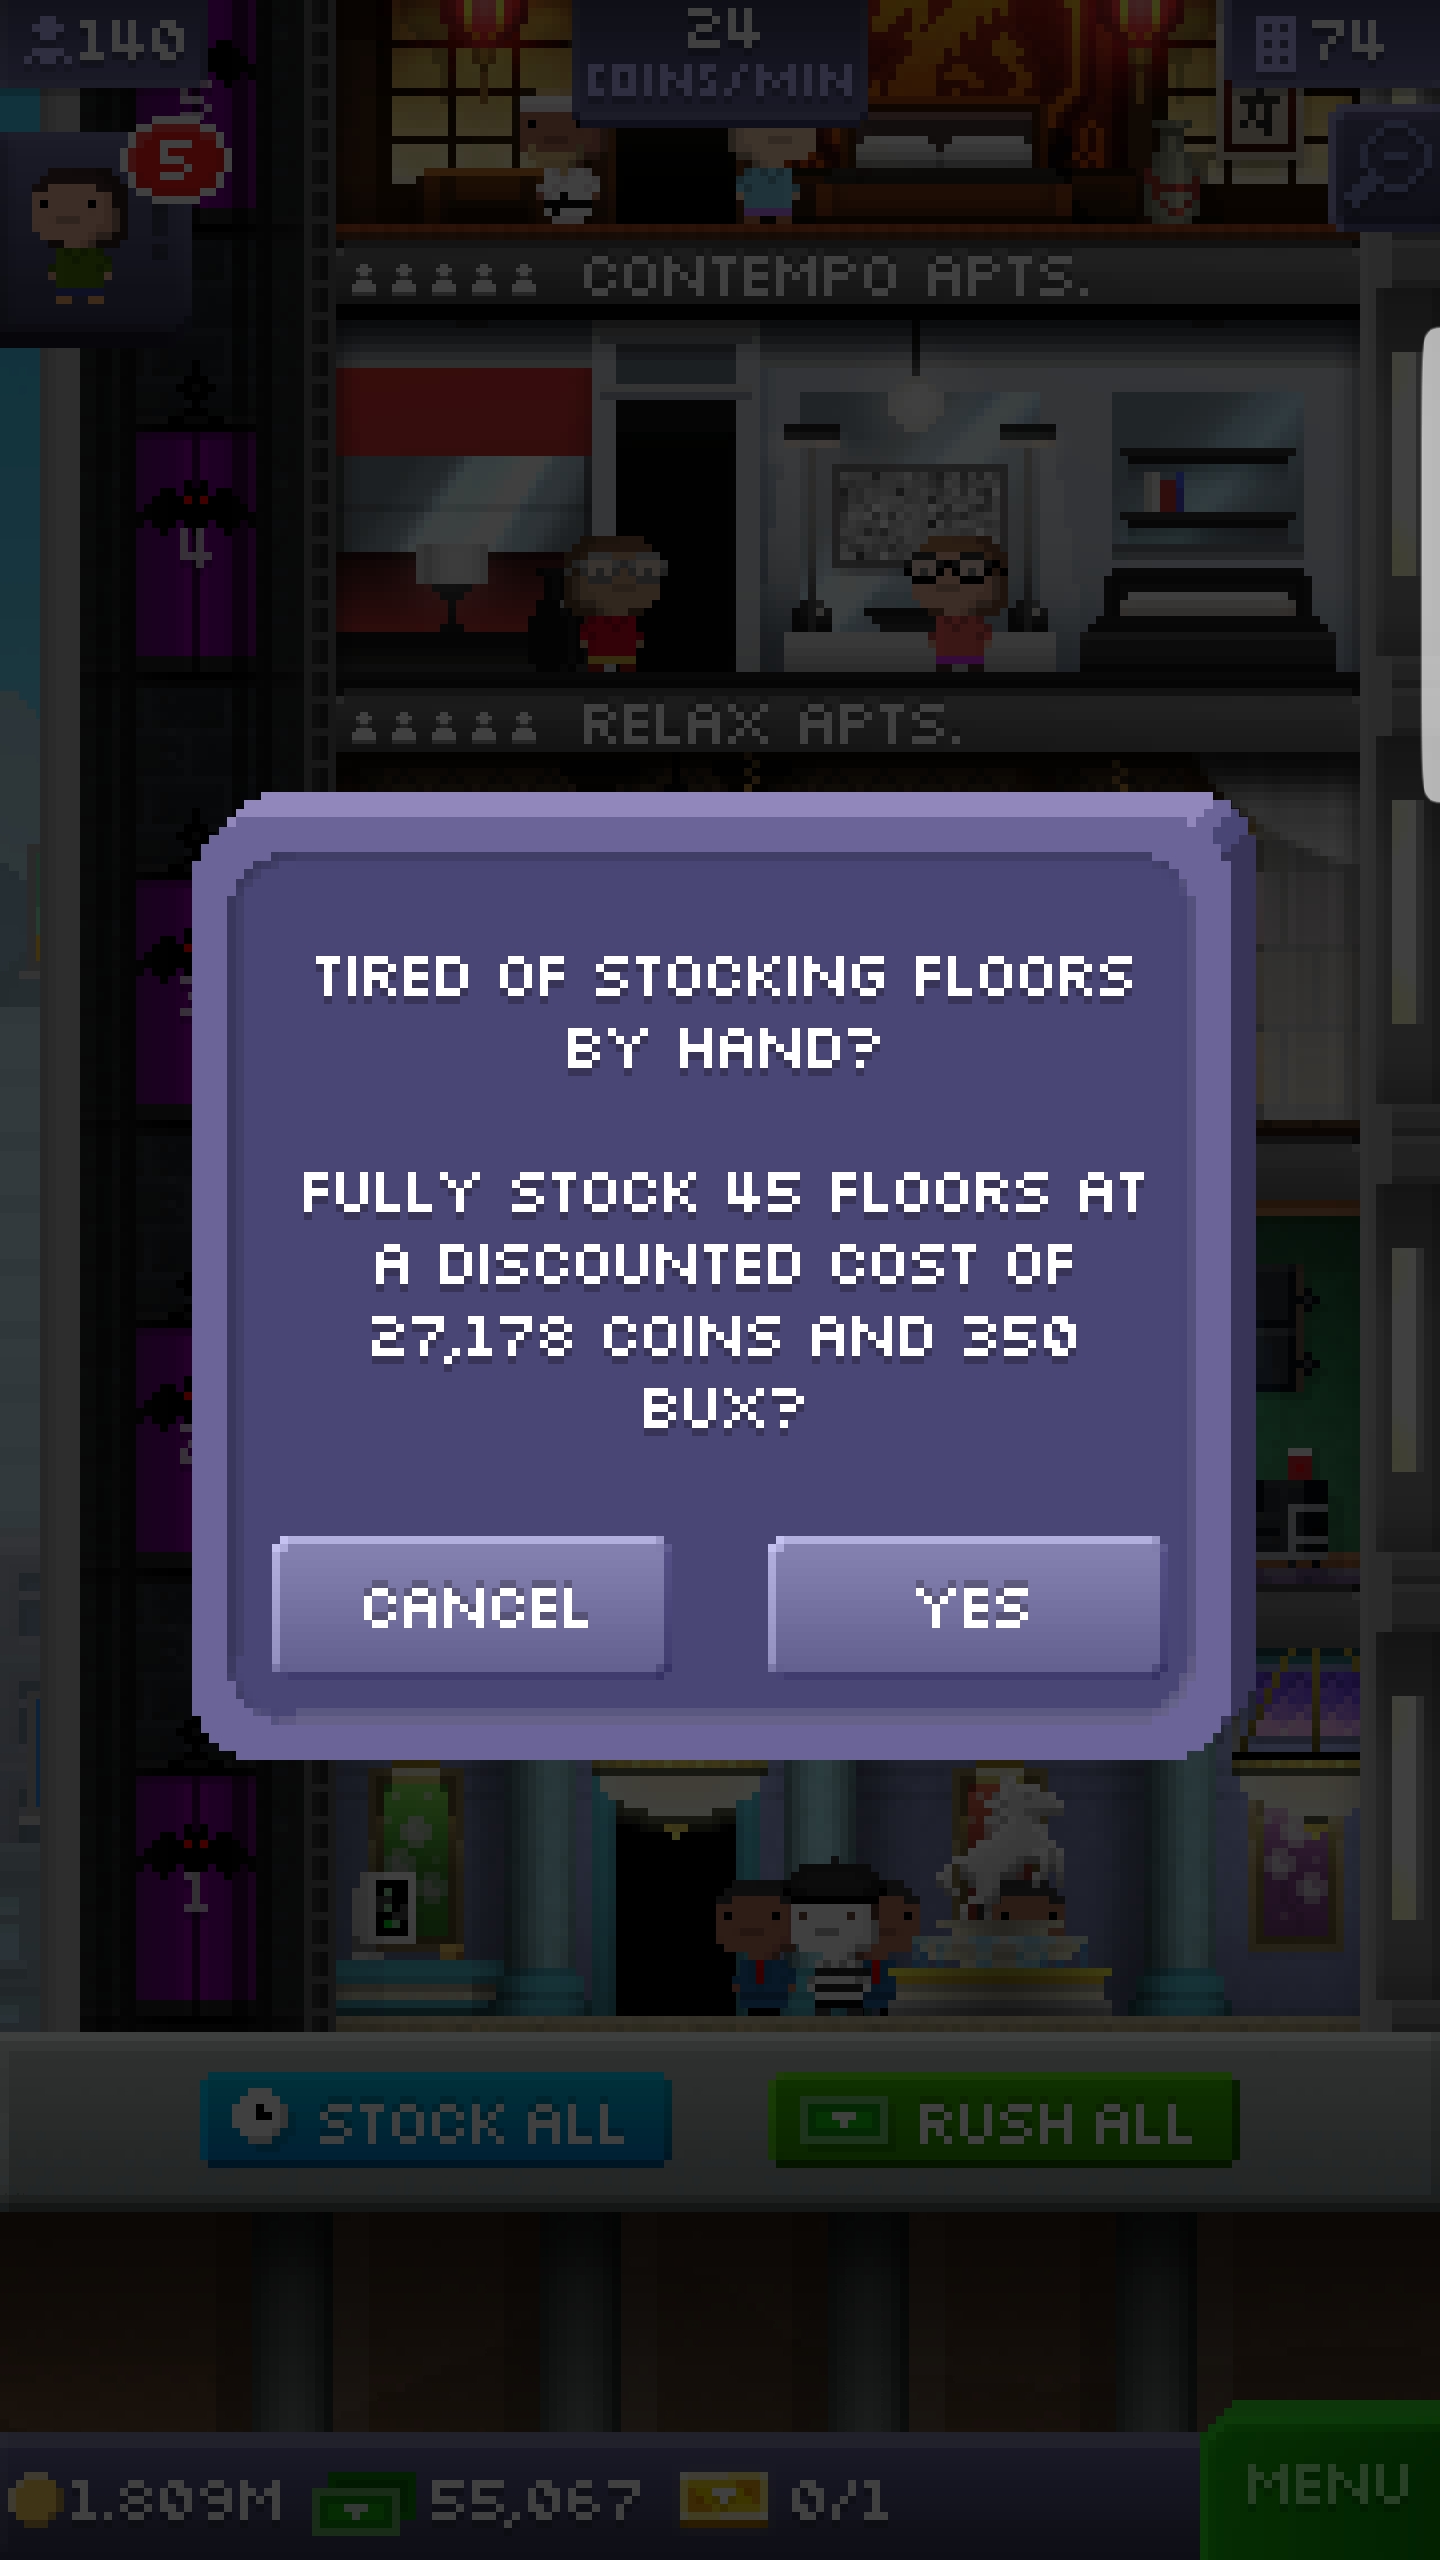 140
24
COINS/MIN
74
5
5
CONTEMPO APTS.
4
RELAX APTS.
TIRED OF STOCKING FLOORS
BY HAND?
FULLY STOCK 45 FLOORS AT
A DISCOUNTED COST OF
27,178 COINS AND 350
BUX?
CANCEL
YES
1
STOCK ALL
RUSH ALL
1.809M
55,067
0/1
MENU